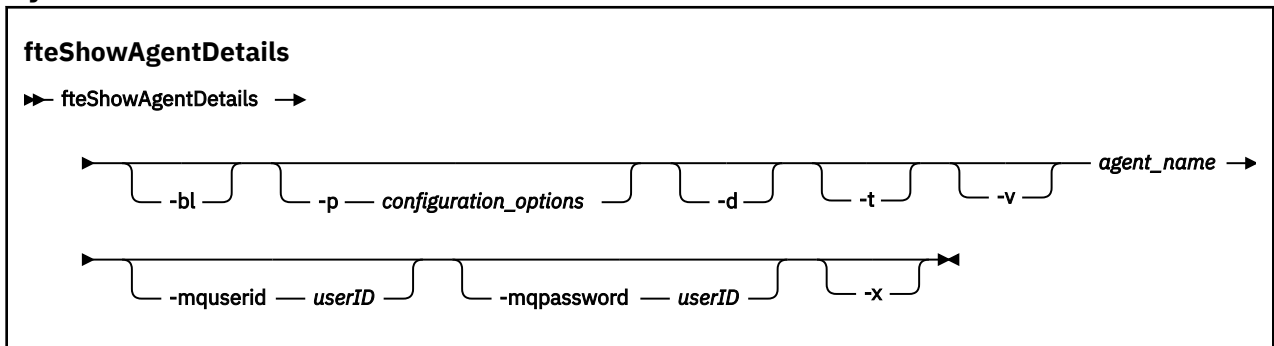 fteShowAgentDetails
fteShowAgentDetails
-bl -p configuration_options -d -t -v agent_name
-mquserid userID -mqpassword userID -x